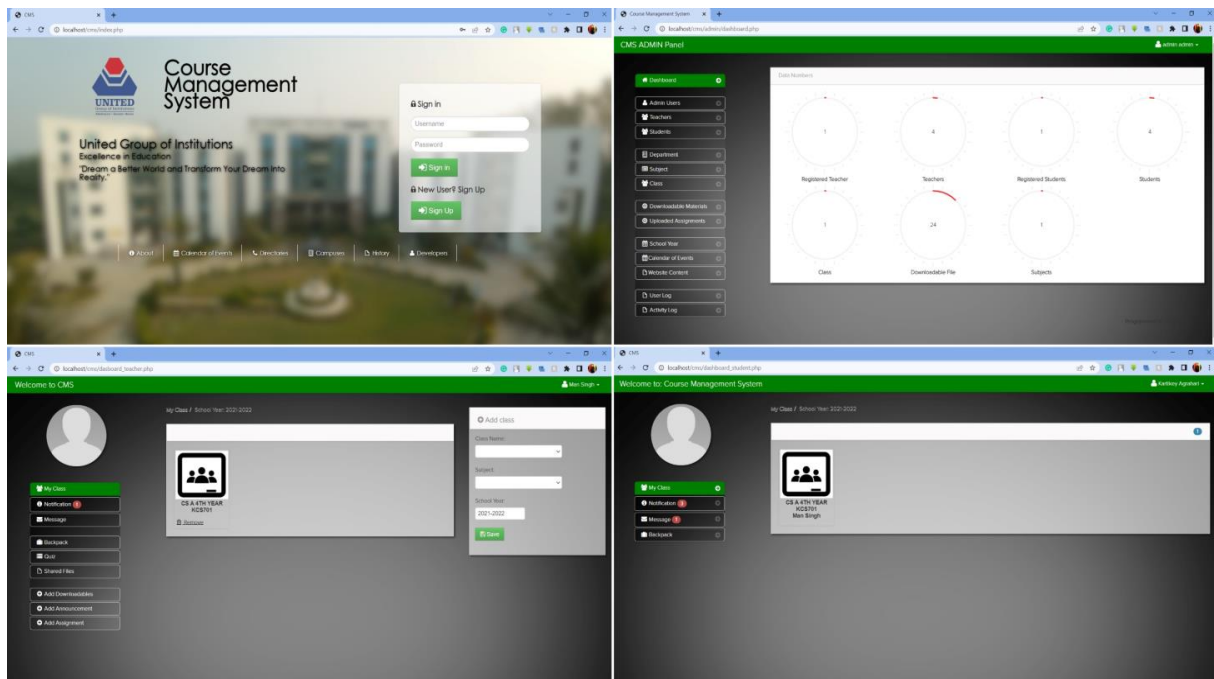 CMS
localhost/cms/index.php
UNITED
Course
Management
System
United Group of Institutions
Excellence in Education
"Dream a Better World and Transform Your Dream Into
Reality."
Sign in
Username
Password
Sign in
New User? Sign Up
Sign Up
About
Calendar of Events
Directories
Campuses
History
Developers
Course Management System
localhost/cms/admin/dashboard.php
CMS ADMIN Panel
admin admin
Dashboard
Admin Users
Teachers
Students
Department
Subject
Class
Downloadable Materials
Uploaded Assignments
School Year
Calendar of Events
Website Content
User Log
Activity Log
Data Numbers
1
4
1
4
Registered Teacher
Teachers
Registered Students
Students
1
24
1
Class
Downloadable File
Subjects
CMS
localhost/cms/dasboard_teacher.php
Welcome to CMS
Man Singh
My Class
Notification 1
Message
Backpack
Quiz
Shared Files
Add Downloadables
Add Announcement
Add Assignment
My Class / School Year: 2021-2022
CS A 4TH YEAR
KCS701
Remove
Add class
Class Name:
Subject:
School Year:
2021-2022
Save
CMS
localhost/cms/dashboard_student.php
Welcome to: Course Management System
Kartikey Agrahari
My Class
Notification
Message 1
Backpack
My Class / School Year: 2021-2022
1
CS A 4TH YEAR
KCS701
Man Singh